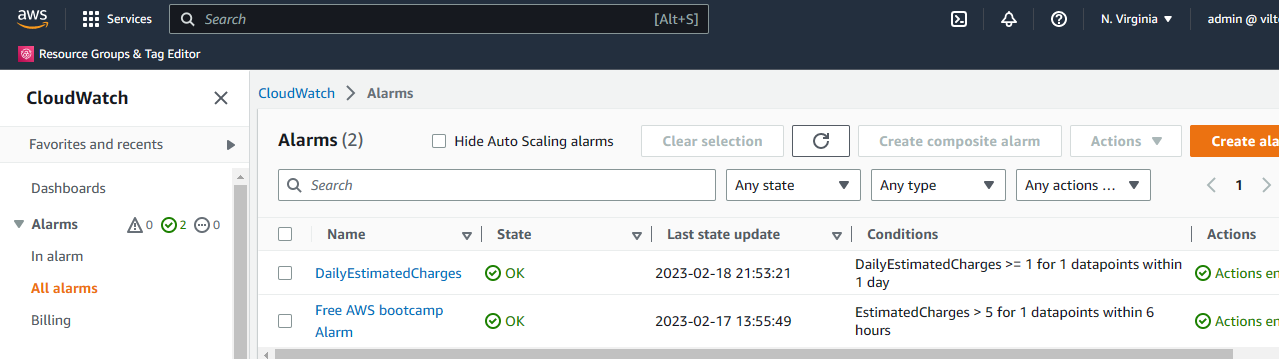 aws Services Search [Alt+S] N. Virginia admin @ vilt
Resource Groups & Tag Editor
CloudWatch
Favorites and recents
Dashboards
Alarms 0 2 0
In alarm
All alarms
Billing
CloudWatch Alarms
Alarms (2) Hide Auto Scaling alarms Clear selection Create composite alarm Actions Create ala
Search Any state Any type Any actions ... 1
Name State Last state update Conditions Actions
DailyEstimatedCharges OK 2023-02-18 21:53:21 DailyEstimatedCharges >= 1 for 1 datapoints within
1 day Actions en
Free AWS bootcamp
Alarm OK 2023-02-17 13:55:49 EstimatedCharges > 5 for 1 datapoints within 6
hours Actions en